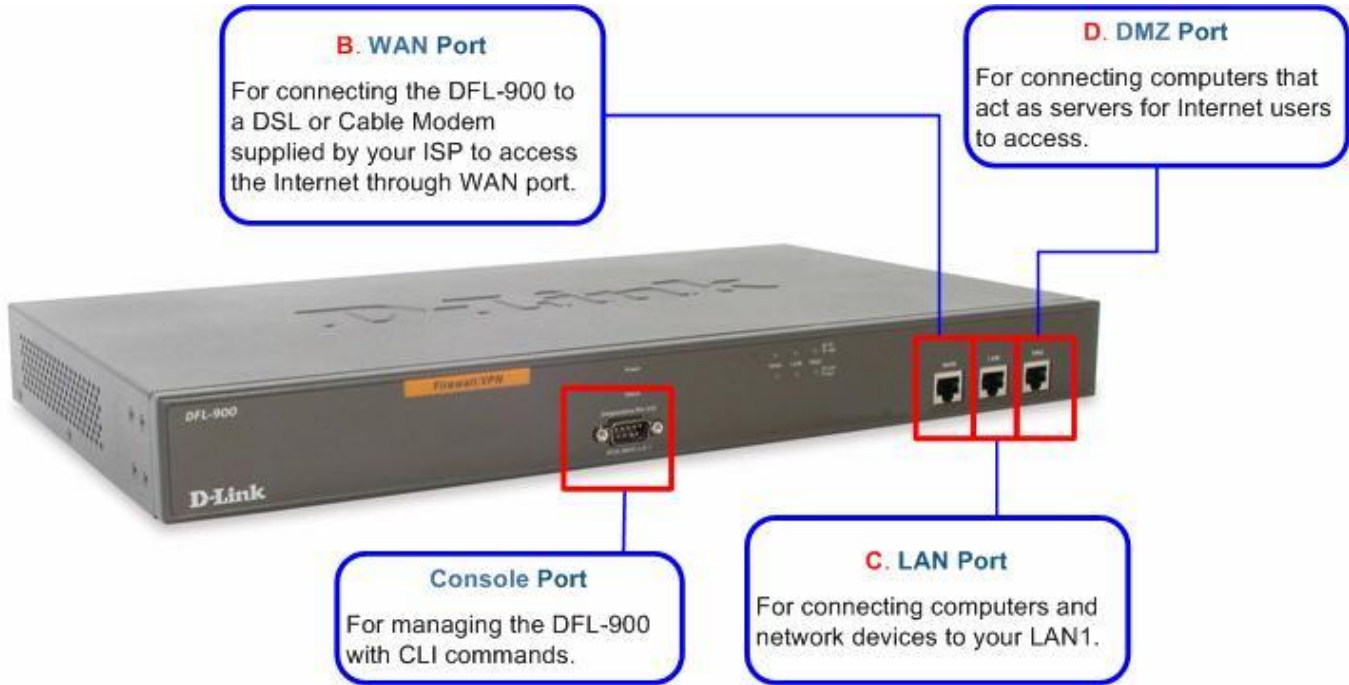 B. WAN Port
For connecting the DFL-900 to
a DSL or Cable Modem
supplied by your ISP to access
the Internet through WAN port.
D. DMZ Port
For connecting computers that
act as servers for Internet users
to access.
D-Link
Firewall/VPN
DFL-900
D-Link
WAN
LAN
DMZ
Console Port
For managing the DFL-900
with CLI commands.
C. LAN Port
For connecting computers and
network devices to your LAN1.